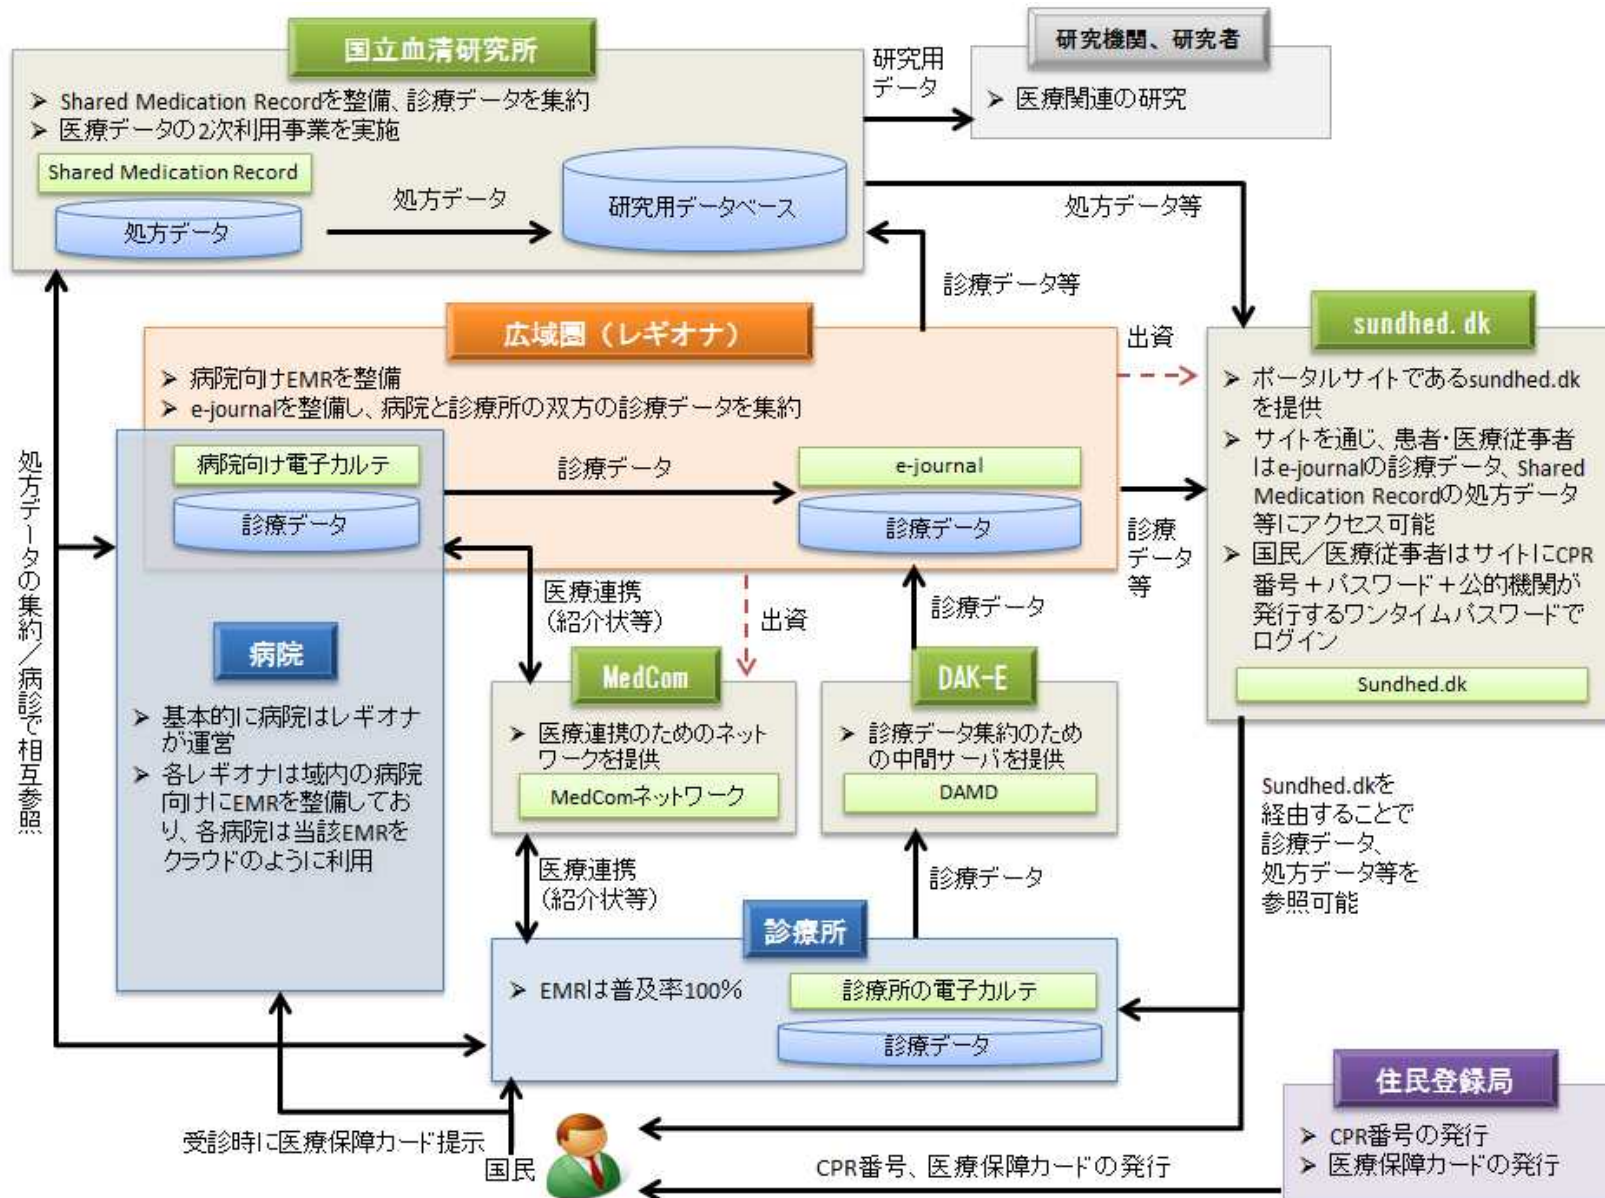 国立血清研究所
➢ Shared Medication Recordを整備、診療データを集約
➢ 医療データの2次利用事業を実施
Shared Medication Record
処方データ
処方データ
研究用データベース
研究用
データ
研究機関、研究者
➢ 医療関連の研究
処方データ等
診療データ等
広域圏（レギオナ）
➢ 病院向けEMRを整備
➢ e-journalを整備し、病院と診療所の双方の診療データを集約
病院向け電子カルテ
診療データ
診療データ
e-journal
診療データ
出資
診療
データ
等
sundhed.dk
➢ ポータルサイトであるsundhed.dk
を提供
➢ サイトを通じ、患者・医療従事者
はe-journalの診療データ、Shared
Medication Recordの処方データ
等にアクセス可能
➢ 国民／医療従事者はサイトにCPR
番号＋パスワード＋公的機関が
発行するワンタイムパスワードで
ログイン
Sundhed.dk
処方データの集約／病診で相互参照
病院
➢ 基本的に病院はレギオナ
が運営
➢ 各レギオナは域内の病院
向けにEMRを整備してお
り、各病院は当該EMRを
クラウドのように利用
医療連携
(紹介状等)
出資
診療データ
MedCom
➢ 医療連携のためのネット
ワークを提供
MedComネットワーク
DAK-E
➢ 診療データ集約のため
の中間サーバを提供
DAMD
医療連携
(紹介状等)
診療データ
Sundhed.dkを
経由することで
診療データ、
処方データ等を
参照可能
診療所
➢ EMRは普及率100％
診療所の電子カルテ
診療データ
受診時に医療保障カード提示
国民
CPR番号、医療保障カードの発行
住民登録局
➢ CPR番号の発行
➢ 医療保障カードの発行